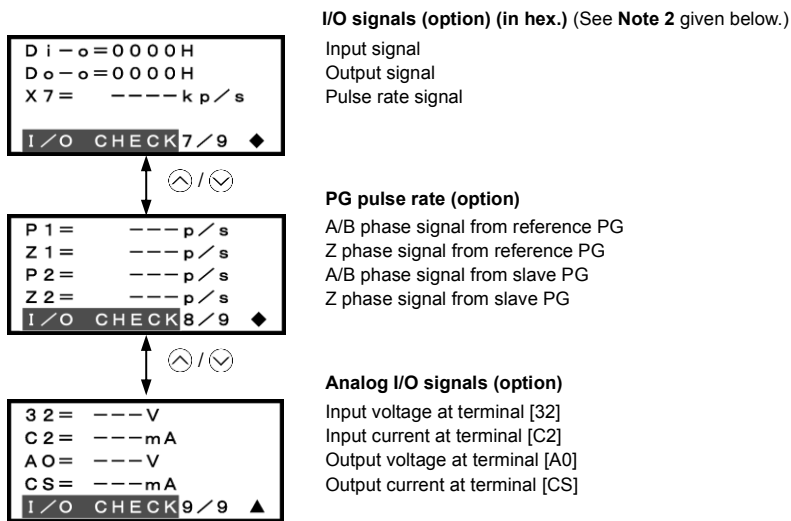 I/O signals (option) (in hex.) (See Note 2 given below.)
Di−o=0000H
Input signal
Do−o=0000H
Output signal
X7= −−−−kp/s
Pulse rate signal
I/O CHECK 7/9 ◆
/
PG pulse rate (option)
P1= −−−p/s
A/B phase signal from reference PG
Z1= −−−p/s
Z phase signal from reference PG
P2= −−−p/s
A/B phase signal from slave PG
Z2= −−−p/s
Z phase signal from slave PG
I/O CHECK 8/9 ◆
/
Analog I/O signals (option)
32= −−−V
Input voltage at terminal [32]
C2= −−−mA
Input current at terminal [C2]
AO= −−−V
Output voltage at terminal [A0]
CS= −−−mA
Output current at terminal [CS]
I/O CHECK 9/9 ▲